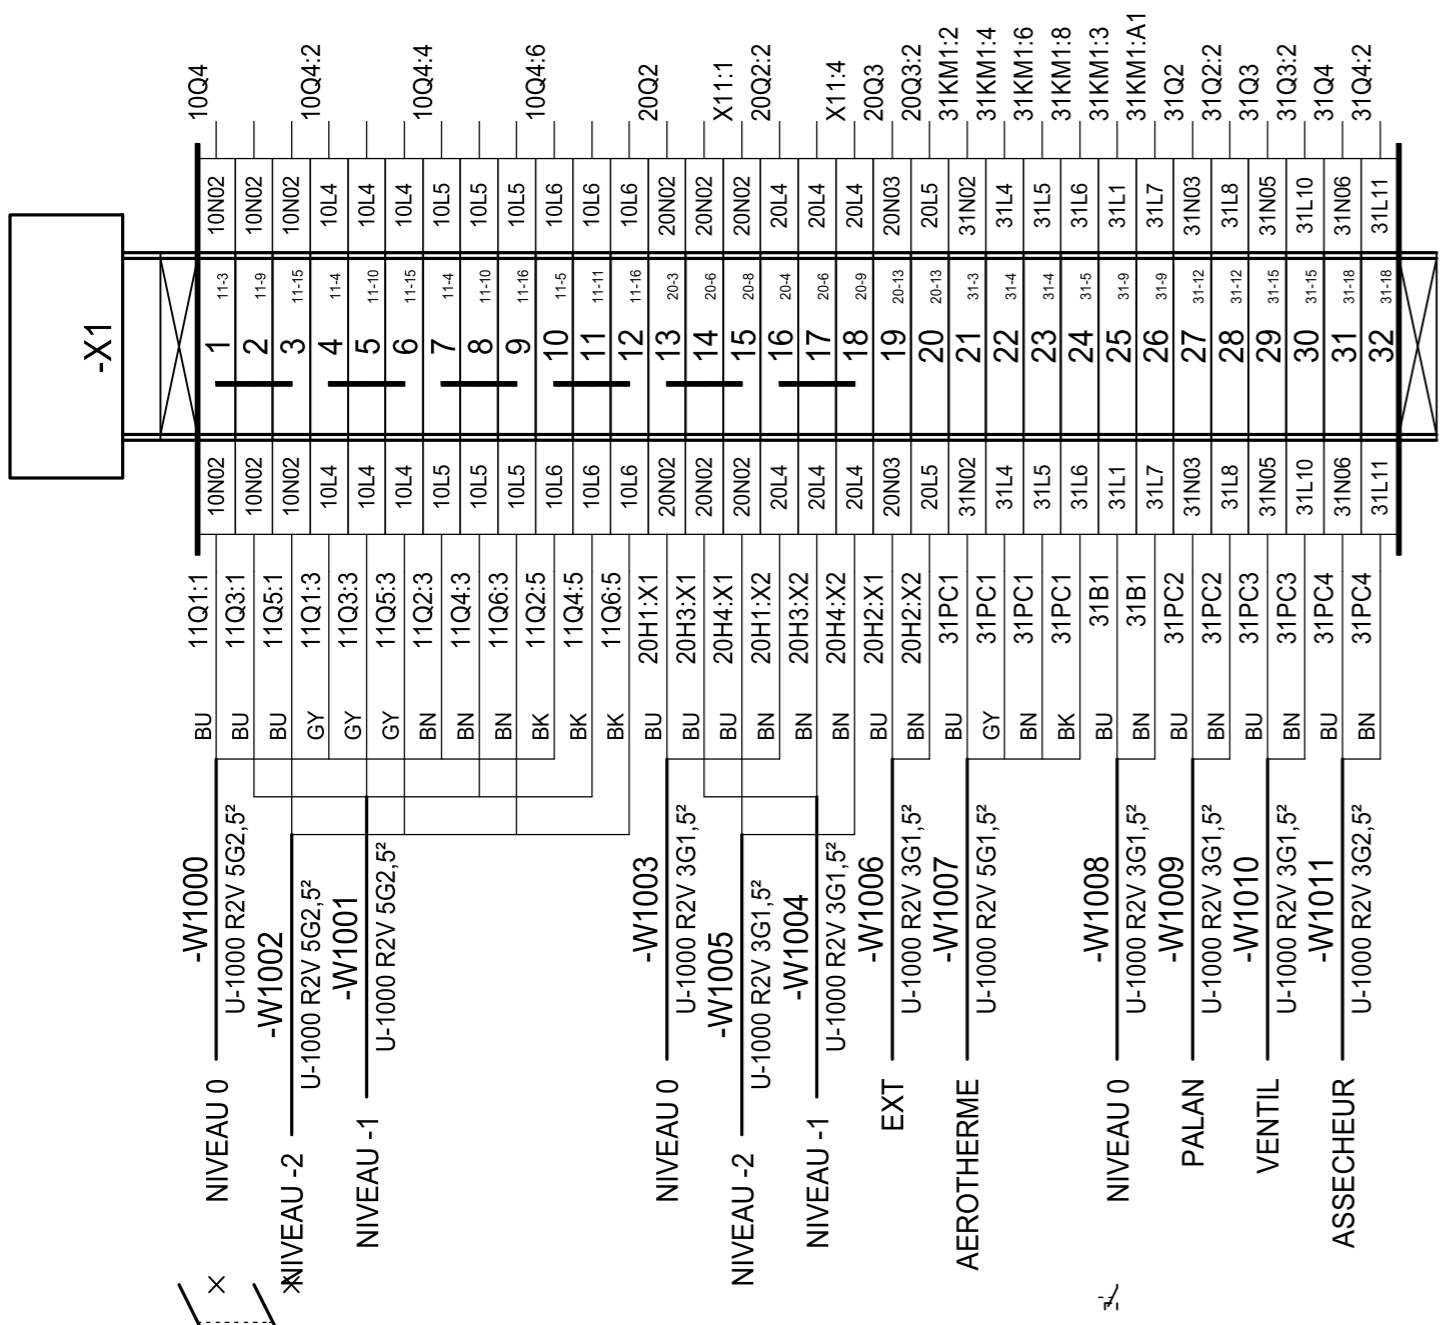 -X1
11Q1:1 10N02 1 11-3 10N02 10Q4
BU
NIVEAU 0 -W1000
U-1000 R2V 5G2,5²
11Q3:1 10N02 2 11-9 10N02
BU
11Q5:1 10N02 3 11-15 10N02
BU
NIVEAU -2 -W1002
U-1000 R2V 5G2,5²
11Q1:3 10L4 4 11-4 10L4 10Q4:2
GY
11Q3:3 10L4 5 11-10 10L4
GY
NIVEAU -1 -W1001
U-1000 R2V 5G2,5²
11Q5:3 10L4 6 11-15 10L4
GY
11Q2:3 10L5 7 11-4 10L5 10Q4:4
BN
11Q4:3 10L5 8 11-10 10L5
BN
11Q6:3 10L5 9 11-16 10L5
BN
11Q2:5 10L6 10 11-5 10L6 10Q4:6
BK
11Q4:5 10L6 11 11-11 10L6
BK
11Q6:5 10L6 12 11-16 10L6
BK
20H1:X1 20N02 13 20-3 20N02 20Q2
BU
NIVEAU 0 -W1003
U-1000 R2V 3G1,5²
20H3:X1 20N02 14 20-6 20N02
BU
20H4:X1 20N02 15 20-8 20N02 X11:1
BU
NIVEAU -2 -W1005
U-1000 R2V 3G1,5²
20H1:X2 20L4 16 20-4 20L4 20Q2:2
BN
20H3:X2 20L4 17 20-6 20L4
BN
NIVEAU -1 -W1004
U-1000 R2V 3G1,5²
20H4:X2 20L4 18 20-9 20L4 X11:4
BN
20H2:X1 20N03 19 20-13 20N03 20Q3
BU
EXT -W1006
U-1000 R2V 3G1,5²
20H2:X2 20L5 20 20-13 20L5 20Q3:2
BN
31PC1 31N02 21 31-3 31N02 31KM1:2
BU
AEROTHERME -W1007
U-1000 R2V 5G1,5²
31PC1 31L4 22 31-4 31L4 31KM1:4
GY
31PC1 31L5 23 31-4 31L5 31KM1:6
BN
31PC1 31L6 24 31-5 31L6 31KM1:8
BK
31B1 31L1 25 31-9 31L1 31KM1:3
BU
NIVEAU 0 -W1008
U-1000 R2V 3G1,5²
31B1 31L7 26 31-9 31L7 31KM1:A1
BN
31PC2 31N03 27 31-12 31N03 31Q2
BU
PALAN -W1009
U-1000 R2V 3G1,5²
31PC2 31L8 28 31-12 31L8 31Q2:2
BN
31PC3 31N05 29 31-15 31N05 31Q3
BU
VENTIL -W1010
U-1000 R2V 3G1,5²
31PC3 31L10 30 31-15 31L10 31Q3:2
BN
31PC4 31N06 31 31-18 31N06 31Q4
BU
ASSECHEUR -W1011
U-1000 R2V 3G2,5²
31PC4 31L11 32 31-18 31L11 31Q4:2
BN